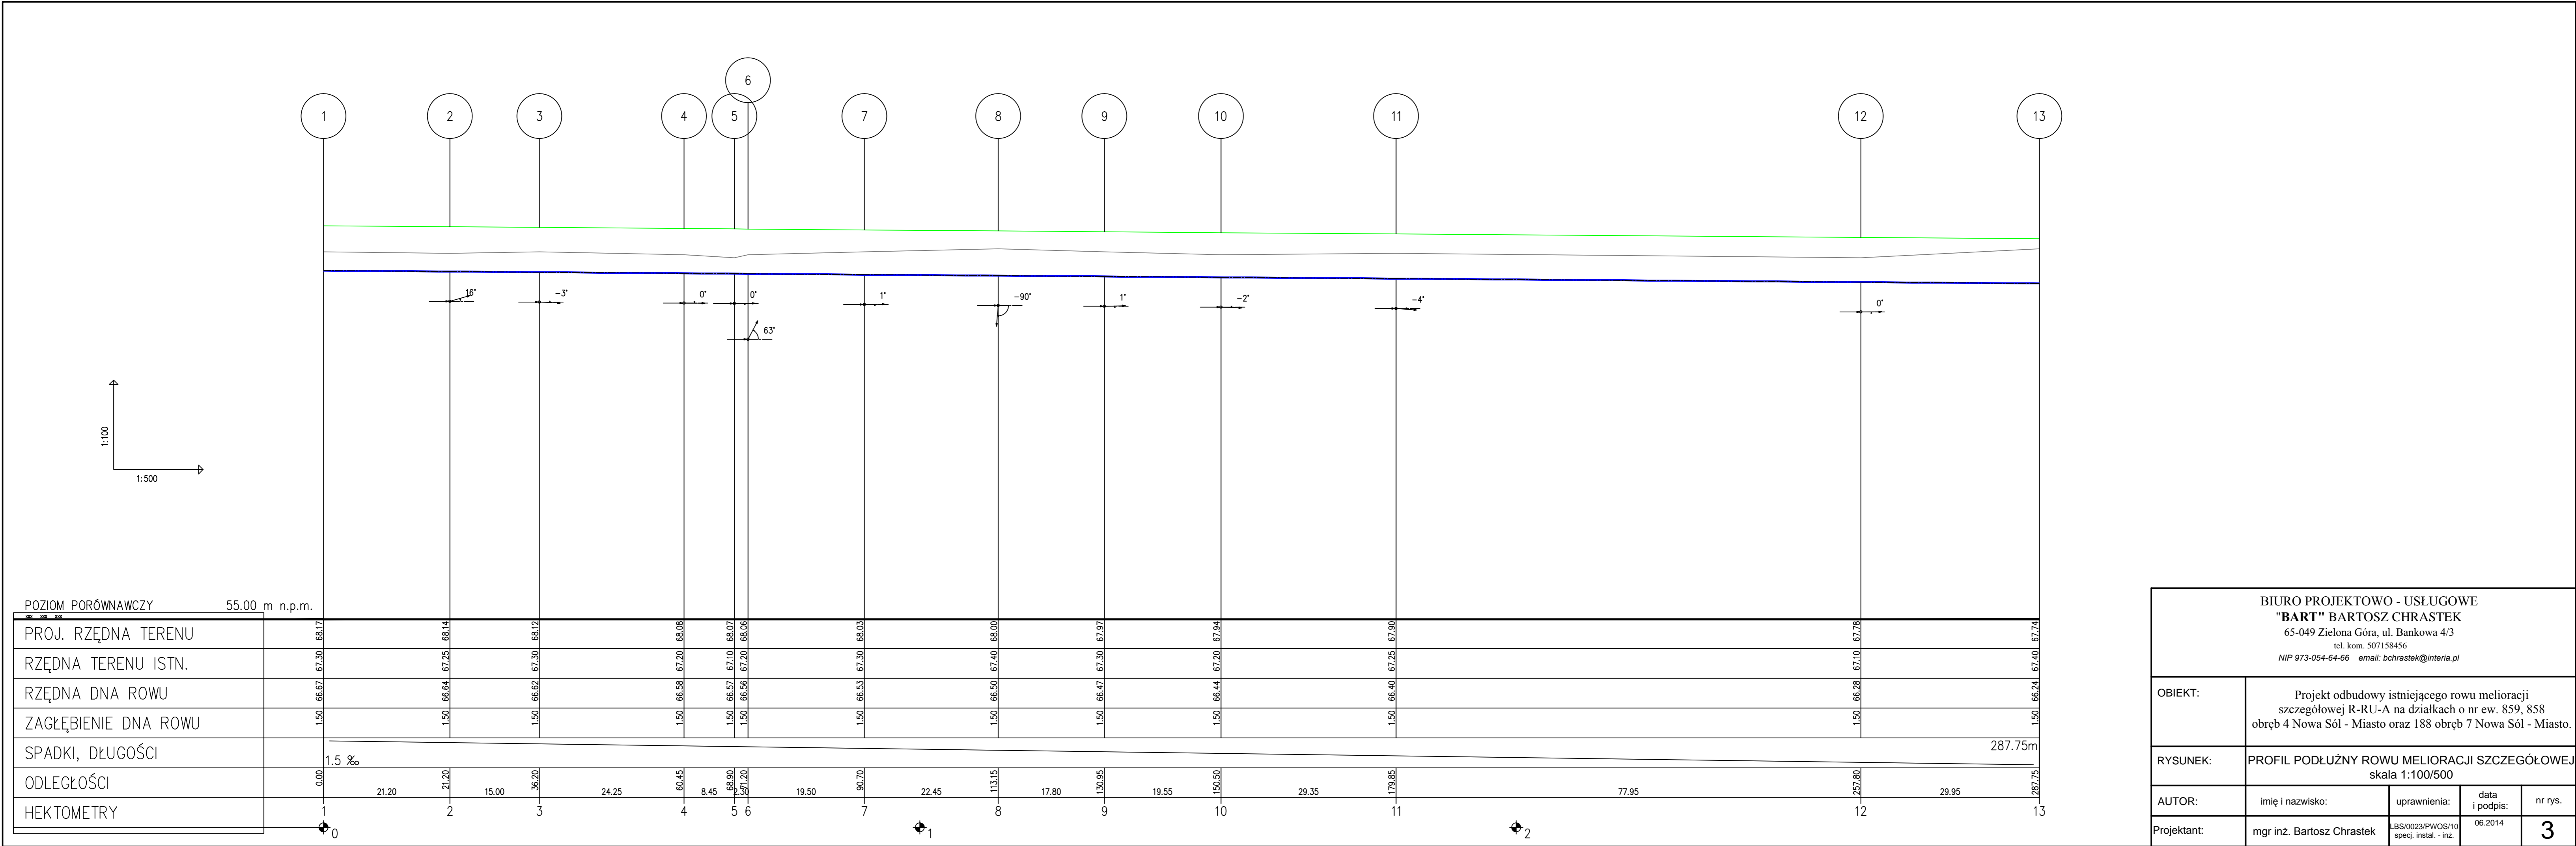 6
1 2 3 4 5 7 8 9 10 11 12 13
16° -3° 0° 0° 1° -90° 1° -2° -4° 0°
63°
1:100
1:500
POZIOM PORÓWNAWCZY 55.00 m n.p.m.
xxx xxx xxx
PROJ. RZĘDNA TERENU 68.17 68.14 68.12 68.08 68.07 68.06 68.03 68.00 67.97 67.94 67.90 67.78 67.74
RZĘDNA TERENU ISTN. 67.30 67.25 67.30 67.20 67.10 67.20 67.30 67.40 67.30 67.20 67.25 67.10 67.40
RZĘDNA DNA ROWU 66.67 66.64 66.62 66.58 66.57 66.56 66.53 66.50 66.47 66.44 66.40 66.28 66.24
ZAGŁĘBIENIE DNA ROWU 1.50 1.50 1.50 1.50 1.50 1.50 1.50 1.50 1.50 1.50 1.50 1.50 1.50
SPADKI, DŁUGOŚCI 1.5 ‰ 287.75m
ODLEGŁOŚCI 0.00 21.20 36.20 60.45 68.90 71.20 90.70 113.15 130.95 150.50 179.85 257.80 287.75
21.20 15.00 24.25 8.45 2.30 19.50 22.45 17.80 19.55 29.35 77.95 29.95
HEKTOMETRY 1 2 3 4 5 6 7 8 9 10 11 12 13
0 1 2
BIURO PROJEKTOWO - USŁUGOWE
"BART" BARTOSZ CHRASTEK
65-049 Zielona Góra, ul. Bankowa 4/3
tel. kom. 507158456
NIP 973-054-64-66 email: bchrastek@interia.pl
OBIEKT: Projekt odbudowy istniejącego rowu melioracji
szczegółowej R-RU-A na działkach o nr ew. 859, 858
obręb 4 Nowa Sól - Miasto oraz 188 obręb 7 Nowa Sól - Miasto.
RYSUNEK: PROFIL PODŁUŻNY ROWU MELIORACJI SZCZEGÓŁOWEJ
skala 1:100/500
AUTOR: imię i nazwisko: uprawnienia: data i podpis: nr rys.
Projektant: mgr inż. Bartosz Chrastek LBS/0023/PWOS/10 specj. instal. - inż. 06.2014 3